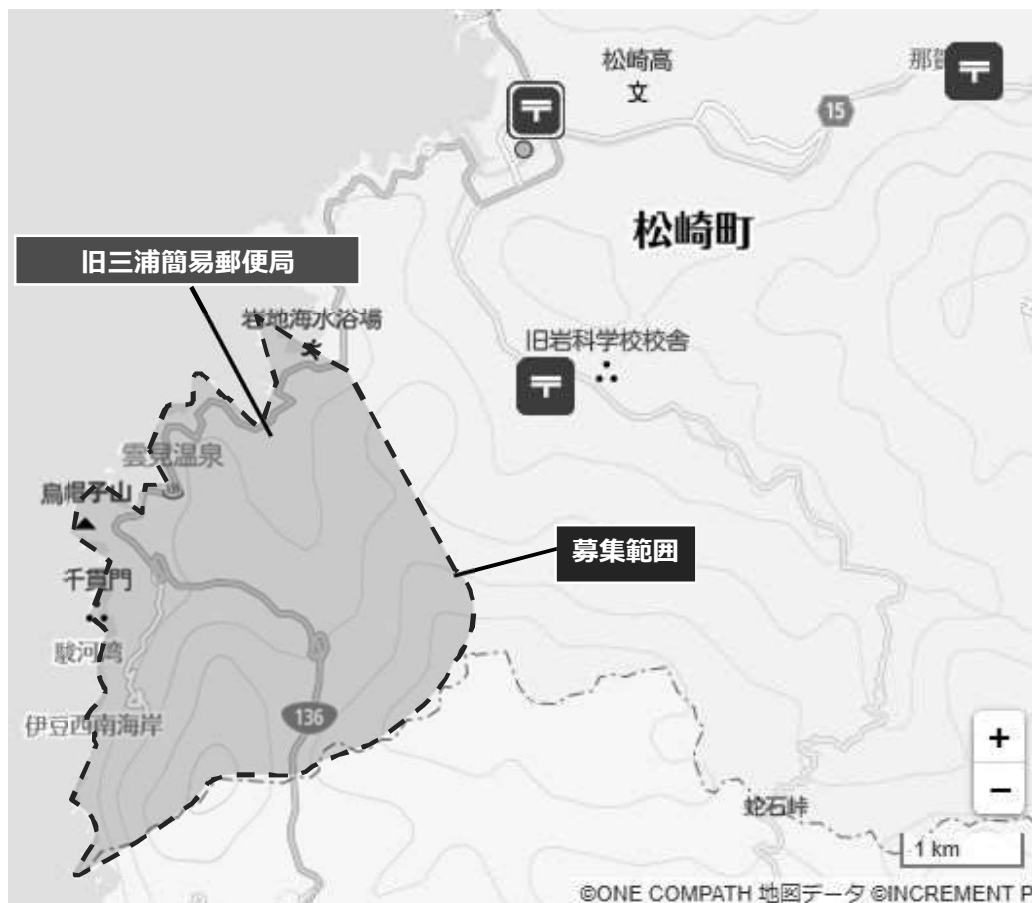 松崎高
文
那賀
15
松崎町
旧三浦簡易郵便局
岩地海水浴場
旧岩科学校校舎
雲見温泉
烏帽子山
募集範囲
千貫門
駿河湾
136
伊豆西南海岸
+
−
蛇石峠
1 km
©ONE COMPATH 地図データ ©INCREMENT P